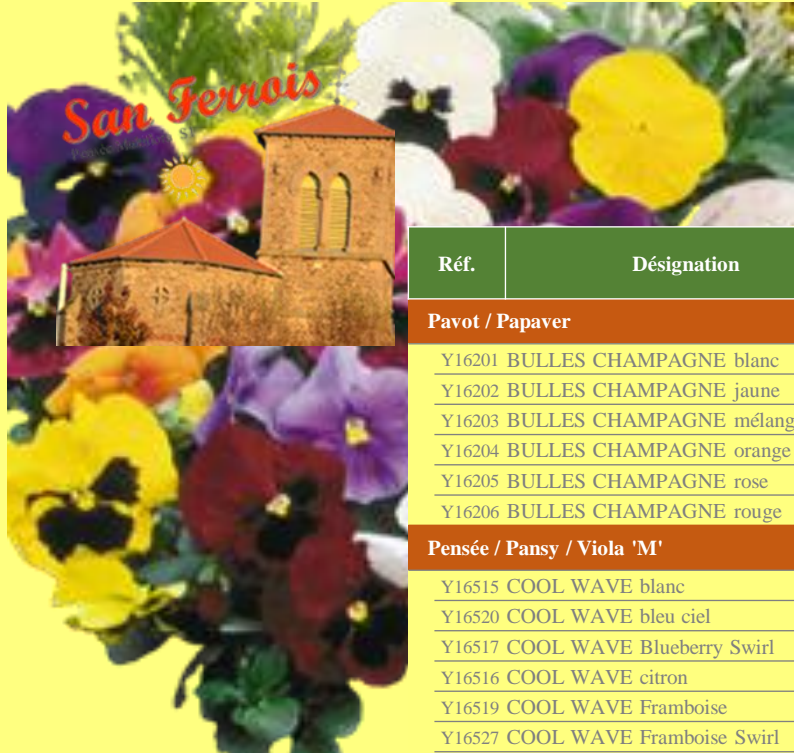 San Ferrois
Réf. Désignation
Pavot / Papaver
Y16201 BULLES CHAMPAGNE blanc
Y16202 BULLES CHAMPAGNE jaune
Y16203 BULLES CHAMPAGNE mélang
Y16204 BULLES CHAMPAGNE orange
Y16205 BULLES CHAMPAGNE rose
Y16206 BULLES CHAMPAGNE rouge
Pensée / Pansy / Viola 'M'
Y16515 COOL WAVE blanc
Y16520 COOL WAVE bleu ciel
Y16517 COOL WAVE Blueberry Swirl
Y16516 COOL WAVE citron
Y16519 COOL WAVE Framboise
Y16527 COOL WAVE Framboise Swirl